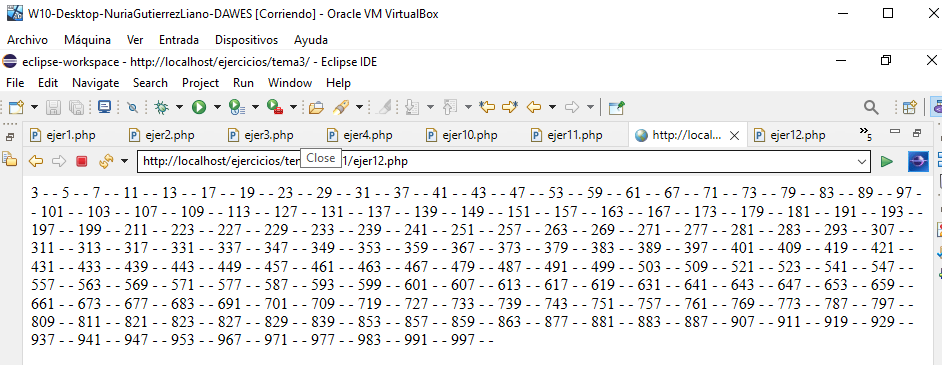 W10-Desktop-NuriaGutierrezLiano-DAWES [Corriendo] - Oracle VM VirtualBox
Archivo Máquina Ver Entrada Dispositivos Ayuda
eclipse-workspace - http://localhost/ejercicios/tema3/ - Eclipse IDE
File Edit Navigate Search Project Run Window Help
ejer1.php ejer2.php ejer3.php ejer4.php ejer10.php ejer11.php http://local... ejer12.php »5
http://localhost/ejercicios/tem 1/ejer12.php
Close
3 - - 5 - - 7 - - 11 - - 13 - - 17 - - 19 - - 23 - - 29 - - 31 - - 37 - - 41 - - 43 - - 47 - - 53 - - 59 - - 61 - - 67 - - 71 - - 73 - - 79 - - 83 - - 89 - - 97 -
- 101 - - 103 - - 107 - - 109 - - 113 - - 127 - - 131 - - 137 - - 139 - - 149 - - 151 - - 157 - - 163 - - 167 - - 173 - - 179 - - 181 - - 191 - - 193 - -
197 - - 199 - - 211 - - 223 - - 227 - - 229 - - 233 - - 239 - - 241 - - 251 - - 257 - - 263 - - 269 - - 271 - - 277 - - 281 - - 283 - - 293 - - 307 - -
311 - - 313 - - 317 - - 331 - - 337 - - 347 - - 349 - - 353 - - 359 - - 367 - - 373 - - 379 - - 383 - - 389 - - 397 - - 401 - - 409 - - 419 - - 421 - -
431 - - 433 - - 439 - - 443 - - 449 - - 457 - - 461 - - 463 - - 467 - - 479 - - 487 - - 491 - - 499 - - 503 - - 509 - - 521 - - 523 - - 541 - - 547 - -
557 - - 563 - - 569 - - 571 - - 577 - - 587 - - 593 - - 599 - - 601 - - 607 - - 613 - - 617 - - 619 - - 631 - - 641 - - 643 - - 647 - - 653 - - 659 - -
661 - - 673 - - 677 - - 683 - - 691 - - 701 - - 709 - - 719 - - 727 - - 733 - - 739 - - 743 - - 751 - - 757 - - 761 - - 769 - - 773 - - 787 - - 797 - -
809 - - 811 - - 821 - - 823 - - 827 - - 829 - - 839 - - 853 - - 857 - - 859 - - 863 - - 877 - - 881 - - 883 - - 887 - - 907 - - 911 - - 919 - - 929 - -
937 - - 941 - - 947 - - 953 - - 967 - - 971 - - 977 - - 983 - - 991 - - 997 - -